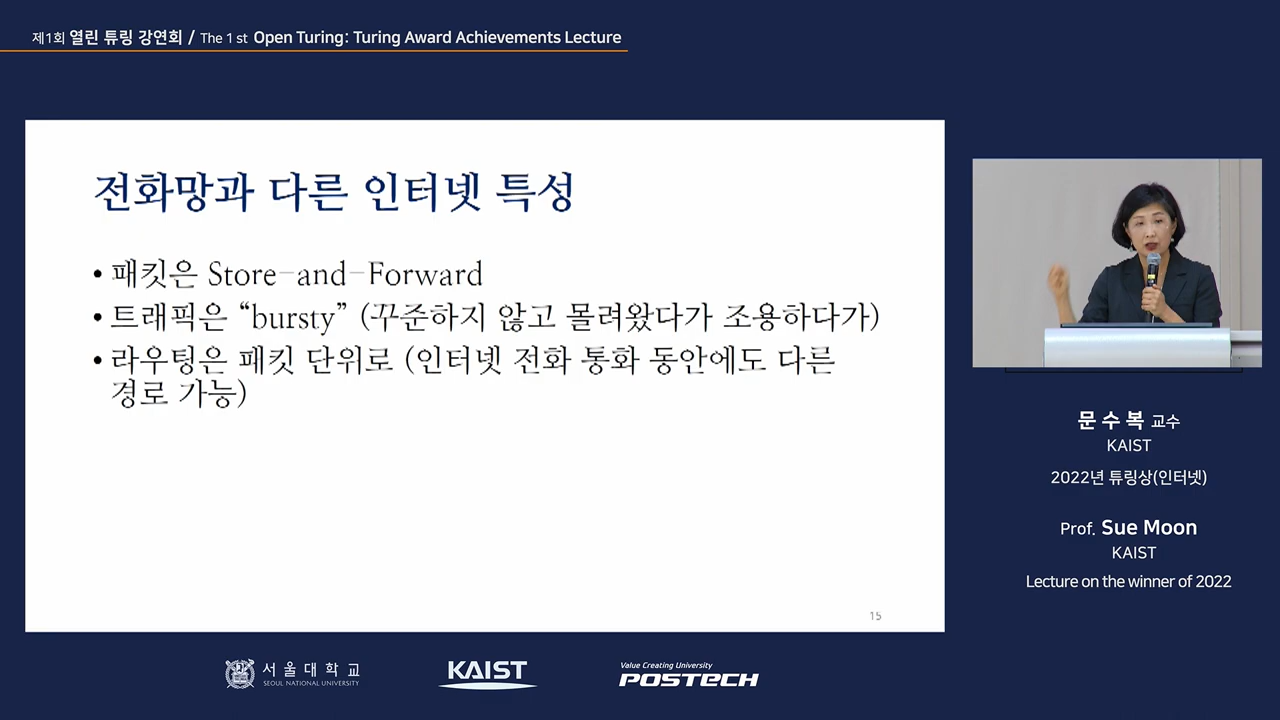 제1회 열린 튜링 강연회 / The 1 st Open Turing: Turing Award Achievements Lecture
전화망과 다른 인터넷 특성
• 패킷은 Store-and-Forward
• 트래픽은 “bursty” (꾸준하지 않고 몰려왔다가 조용하다가)
• 라우팅은 패킷 단위로 (인터넷 전화 통화 동안에도 다른
경로 가능)
15
문수복 교수
KAIST
2022년 튜링상(인터넷)
Prof. Sue Moon
KAIST
Lecture on the winner of 2022
서울대학교
SEOUL NATIONAL UNIVERSITY
KAIST
Value Creating University
POSTECH